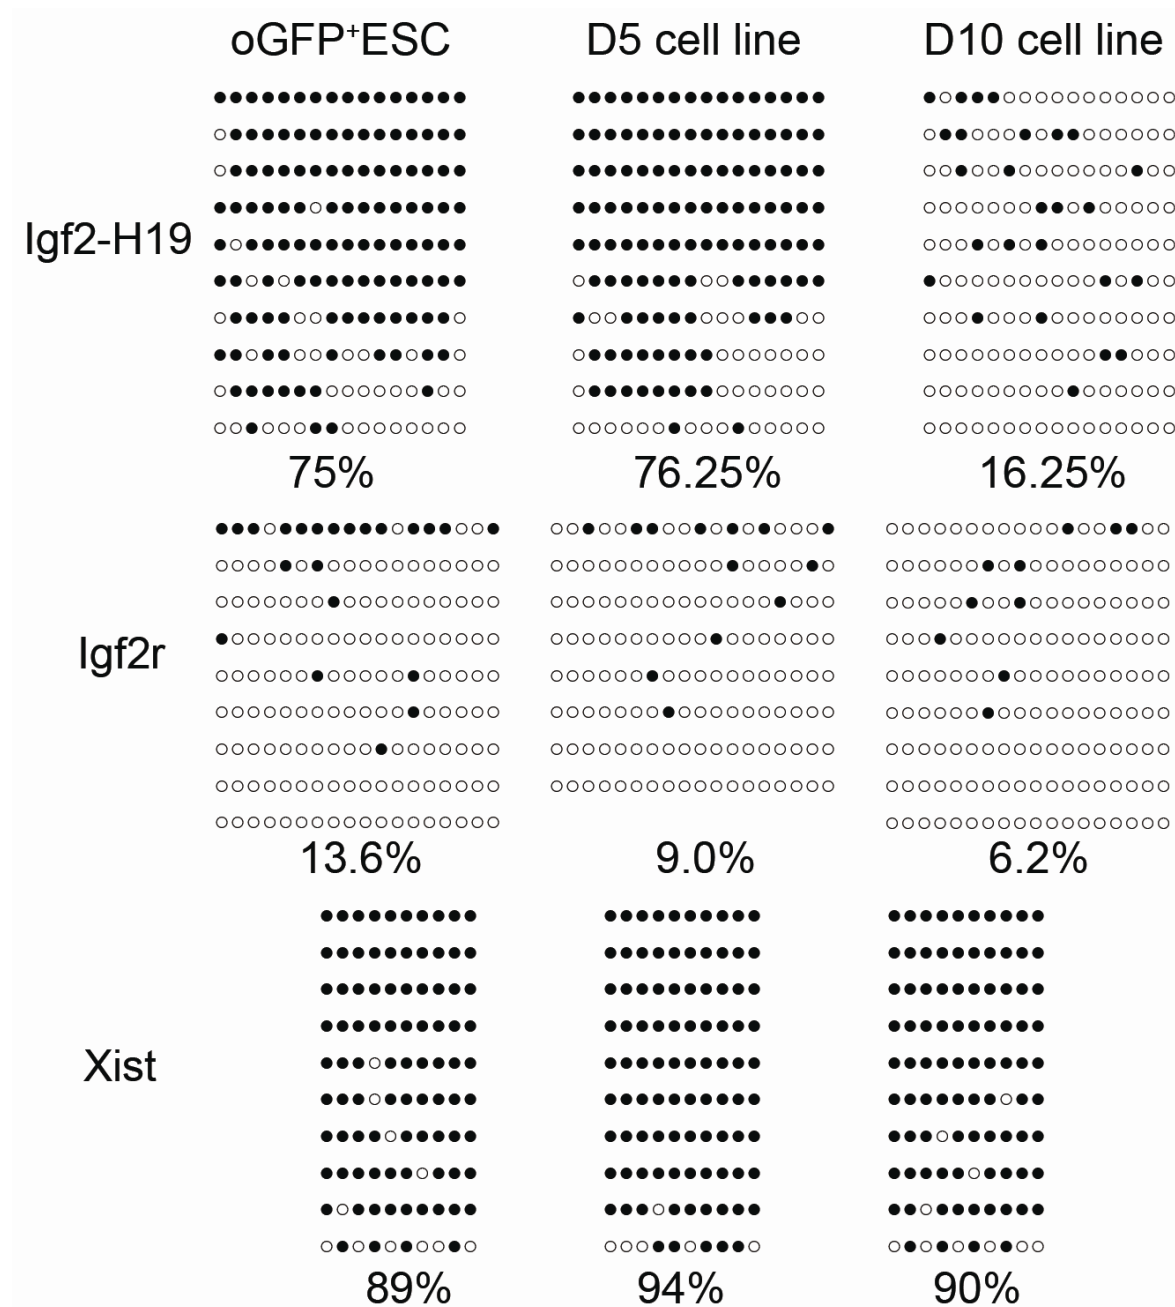 oGFP⁺ESC D5 cell line D10 cell line
Igf2-H19
75% 76.25% 16.25%
Igf2r
13.6% 9.0% 6.2%
Xist
89% 94% 90%